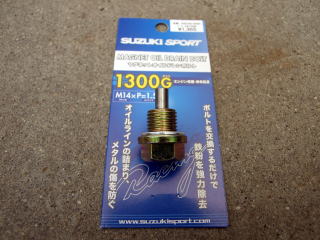 ¥1,365
SUZUKI SPORT
MAGNET OIL DRAIN BOLT
マグネットオイルドレンボルト
1300G
M14×P=1.5
ボルトを交換するだけで
鉄粉を強力除去
オイルラインの詰まり、
メタルの傷を防ぐ
Racing
www.suzukisport.com